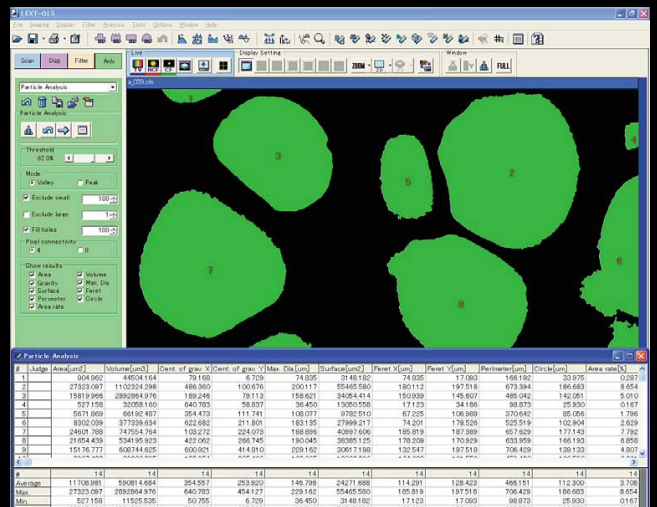 LEXT-OLS
File Imaging Display Filter Analysis Tools Options Window Help
Live
Display Setting
Window
Scan Disp Filter Anly
TV NCF CF
ZOOM
2D
FULL
a_039.ols
Particle Analysis
Particle Analysis
Threshold
62.3%
Mode
Valley Peak
Exclude small 100
Exclude large 1
Fill holes 100
Pixel connectivity
4 8
Show results
Area Volume
Gravity Max. Dia.
Surface Feret
Perimeter Circle
Area rate
1
3
5
2
4
6
7
8
Particle Analysis
# Judge Area[um2] Volume[um3] Cent. of grav. X Cent. of grav. Y Max. Dia.[um] Surface[um2] Feret X[um] Feret Y[um] Perimeter[um] Circle[um] Area rate[%]
1 904.962 44504.164 79.168 6.729 74.835 3148.182 74.835 17.093 166.192 33.975 0.287
2 27323.097 1102324.298 486.360 100.676 200.117 55465.580 180.112 197.518 673.394 186.683 8.654
3 15819.966 2892864.976 189.246 79.113 158.621 34054.414 150.939 145.607 485.042 142.051 5.010
4 527.158 32058.160 640.783 58.837 36.450 13050.558 17.123 34.186 98.873 25.930 0.167
5 5671.869 66192.487 354.473 111.741 108.077 9782.510 67.225 106.989 370.642 85.056 1.796
6 8302.039 377339.634 622.682 211.801 183.135 27999.217 74.201 178.526 525.519 102.904 2.629
7 24601.788 747554.764 103.272 224.073 188.896 40997.606 185.819 187.389 657.629 177.143 7.792
8 21654.439 534195.923 422.062 266.745 190.045 38385.125 178.209 170.929 633.959 166.193 6.858
9 15176.777 608744.625 600.921 414.810 229.162 30617.198 132.547 197.518 706.429 139.133 4.807
# 14 14 14 14 14 14 14 14 14 14 14
Average 11708.981 590814.684 354.557 253.920 146.798 24271.688 114.291 128.423 466.151 112.300 3.708
Max. 27323.097 2892864.976 640.783 454.127 229.162 55465.580 185.819 197.518 706.429 186.683 8.654
Min. 527.158 11525.535 50.755 6.729 36.450 3148.182 17.123 17.093 98.873 25.930 0.167